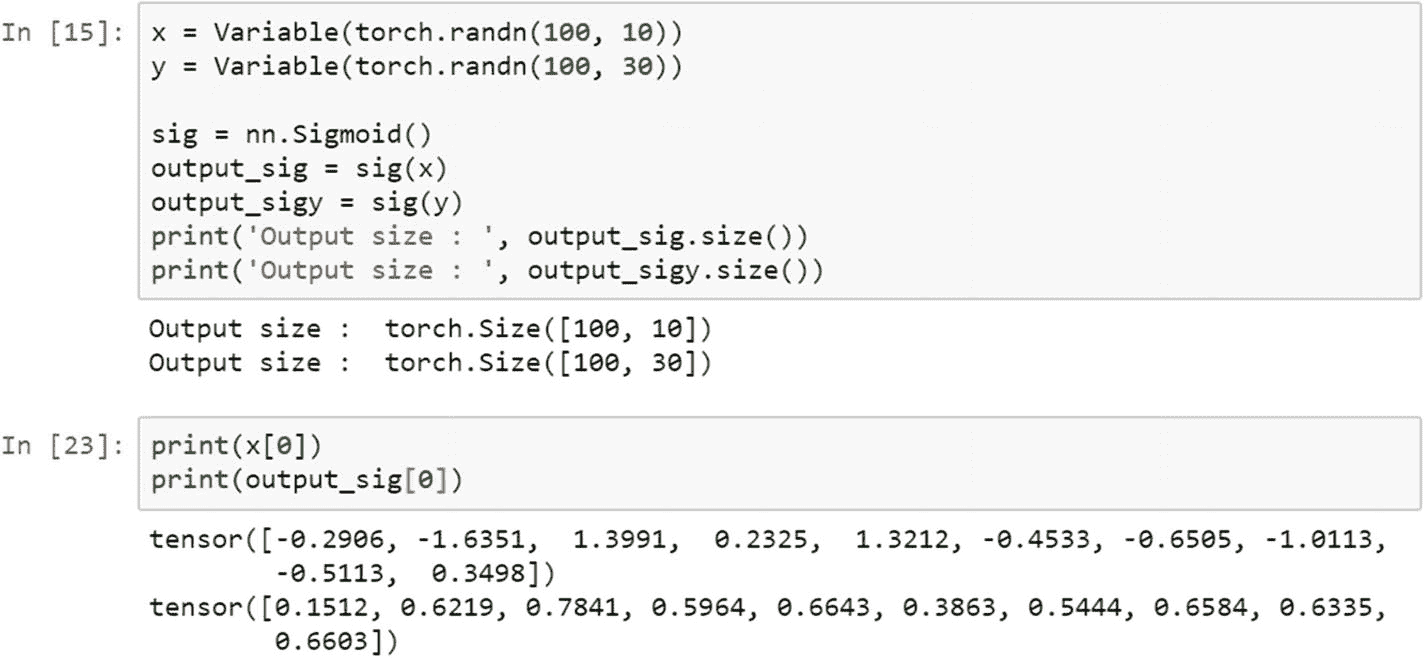 In [15]: x = Variable(torch.randn(100, 10))
y = Variable(torch.randn(100, 30))
sig = nn.Sigmoid()
output_sig = sig(x)
output_sigy = sig(y)
print('Output size : ', output_sig.size())
print('Output size : ', output_sigy.size())
Output size :  torch.Size([100, 10])
Output size :  torch.Size([100, 30])
In [23]: print(x[0])
print(output_sig[0])
tensor([-0.2906, -1.6351,  1.3991,  0.2325,  1.3212, -0.4533, -0.6505, -1.0113,
-0.5113,  0.3498])
tensor([0.1512, 0.6219, 0.7841, 0.5964, 0.6643, 0.3863, 0.5444, 0.6584, 0.6335,
0.6603])